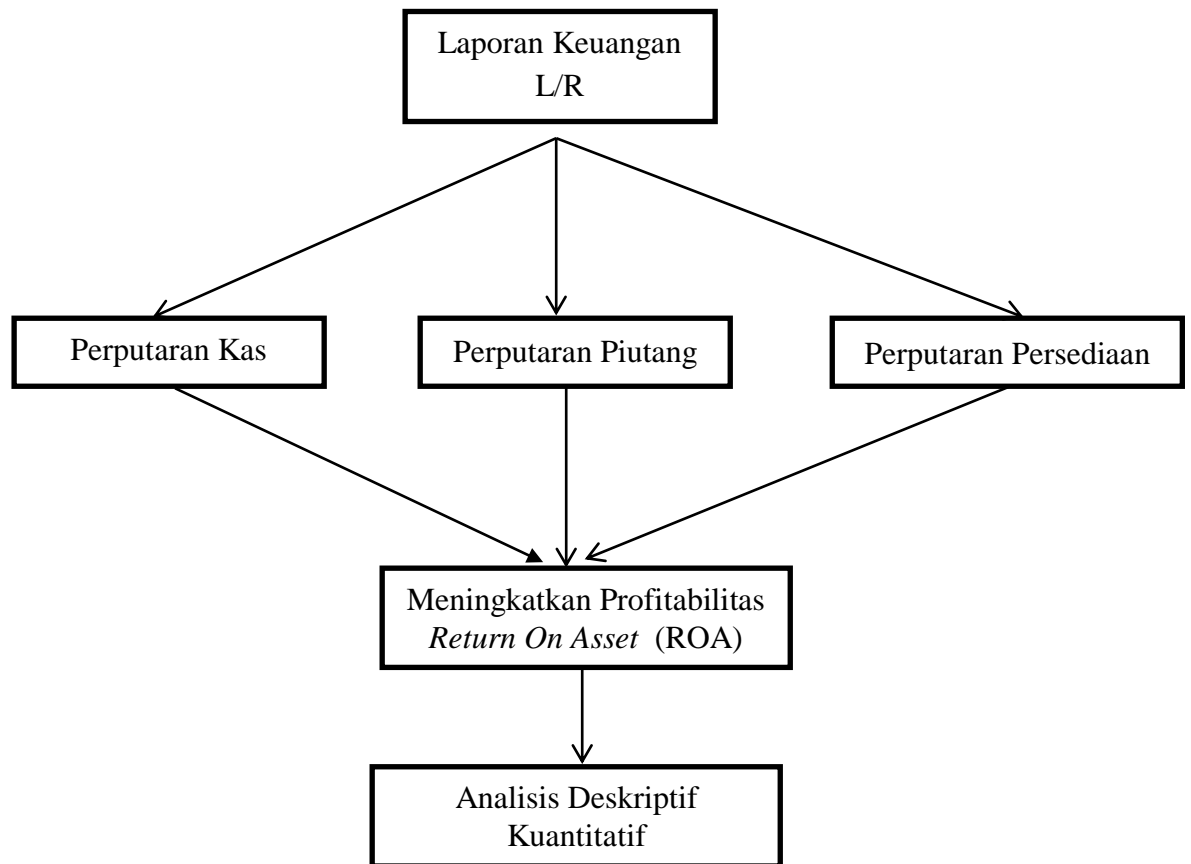 Laporan Keuangan
L/R
Perputaran Kas
Perputaran Piutang
Perputaran Persediaan
Meningkatkan Profitabilitas
Return On Asset (ROA)
Analisis Deskriptif
Kuantitatif